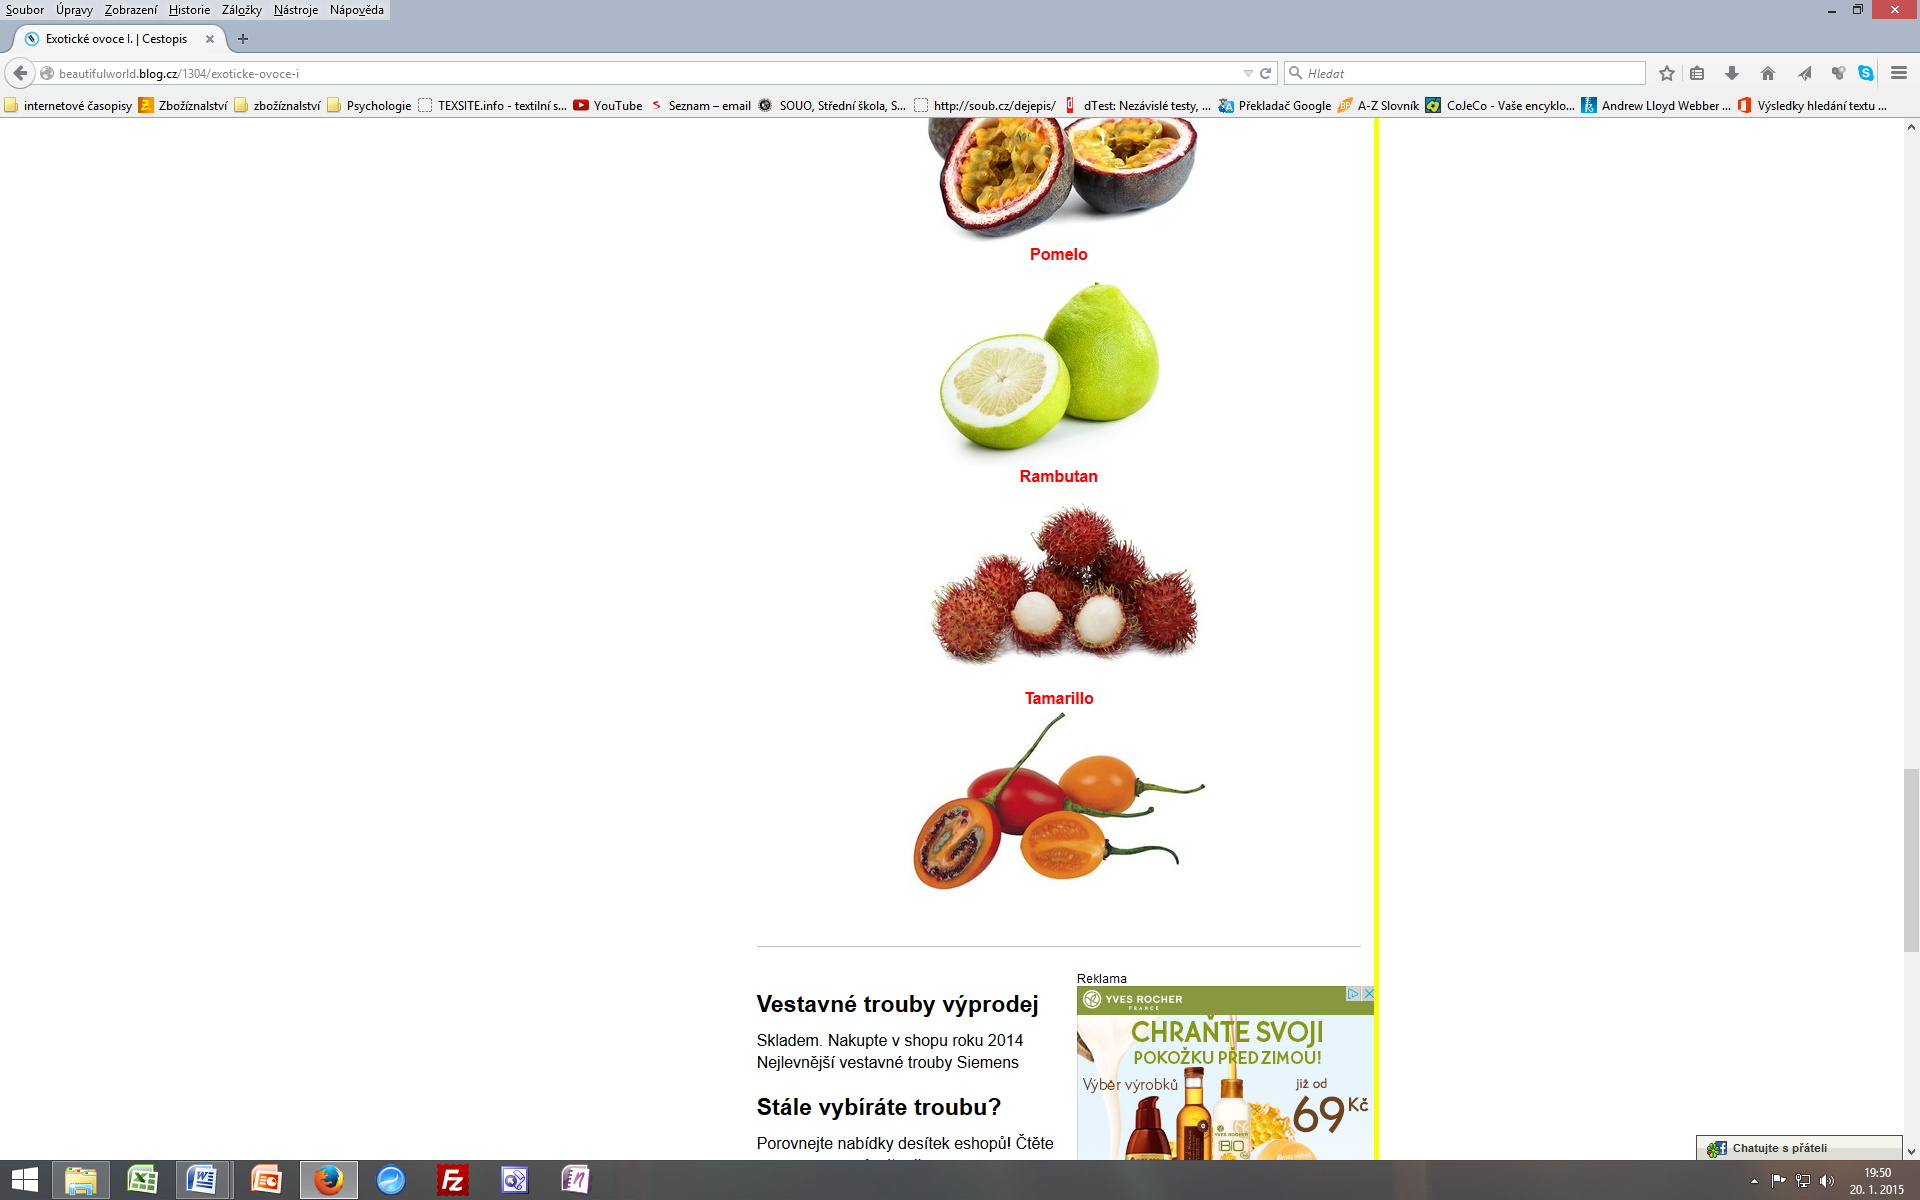 Soubor Úpravy Zobrazení Historie Záložky Nástroje Nápověda
Exotické ovoce I. | Cestopis
beautifulworld.blog.cz/1304/exoticke-ovoce-i
Hledat
internetové časopisy Zbožíznalství zbožíznalství Psychologie TEXSITE.info - textilní s... YouTube Seznam – email SOUO, Střední škola, S... http://soub.cz/dejepis/ dTest: Nezávislé testy, ... Překladač Google A-Z Slovník CoJeCo - Vaše encyklo... Andrew Lloyd Webber ... Výsledky hledání textu ...
Pomelo
Rambutan
Tamarillo
Reklama
Vestavné trouby výprodej
Skladem. Nakupte v shopu roku 2014
Nejlevnější vestavné trouby Siemens
Stále vybíráte troubu?
Porovnejte nabídky desítek eshopů! Čtěte
YVES ROCHER
FRANCE
CHRAŇTE SVOJI
POKOŽKU PŘED ZIMOU!
Výběr výrobků
již od
69 Kč
YVES ROCHER
BIO
Chatujte s přáteli
19:50
20. 1. 2015